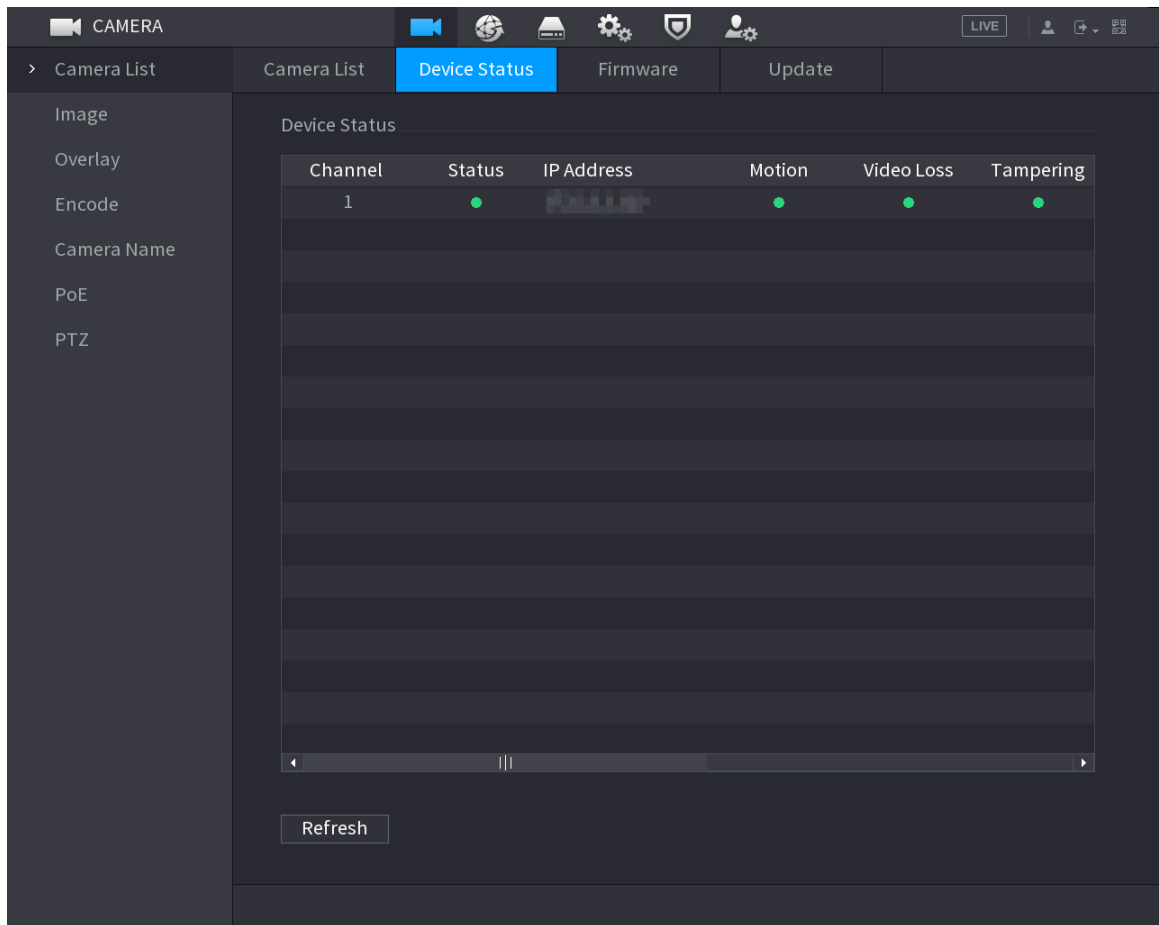 CAMERA LIVE
Camera List
Image
Overlay
Encode
Camera Name
PoE
PTZ
Camera List Device Status Firmware Update
Device Status
Channel Status IP Address Motion Video Loss Tampering
1
Refresh